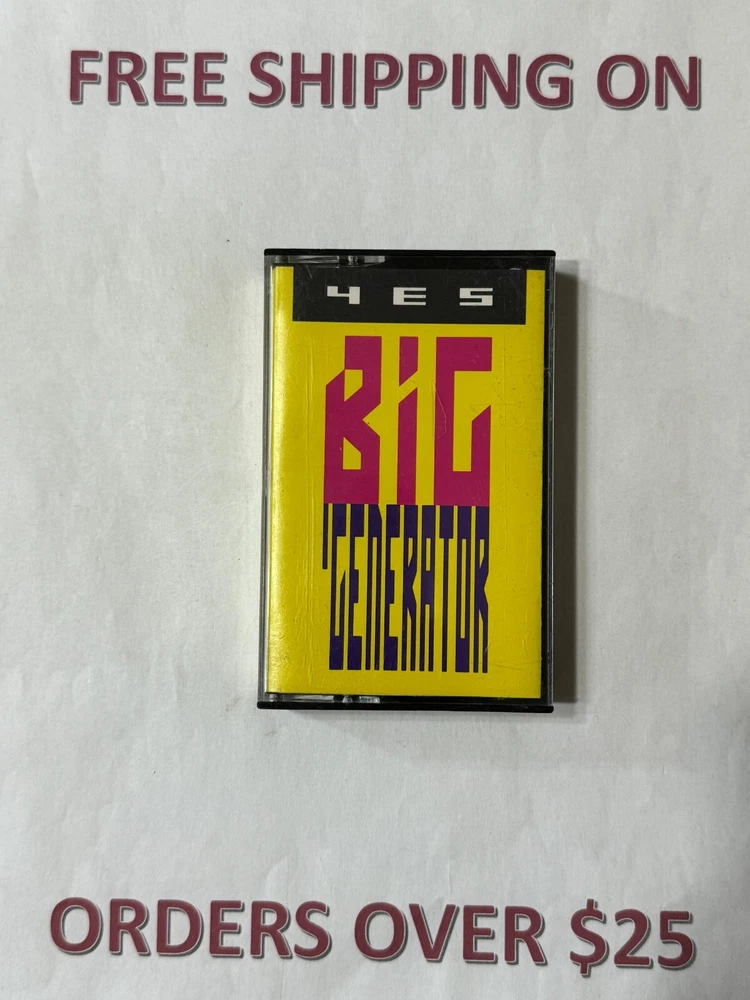 FREE SHIPPING ON
YES
BIG
'GENERATOR
ORDERS OVER $25